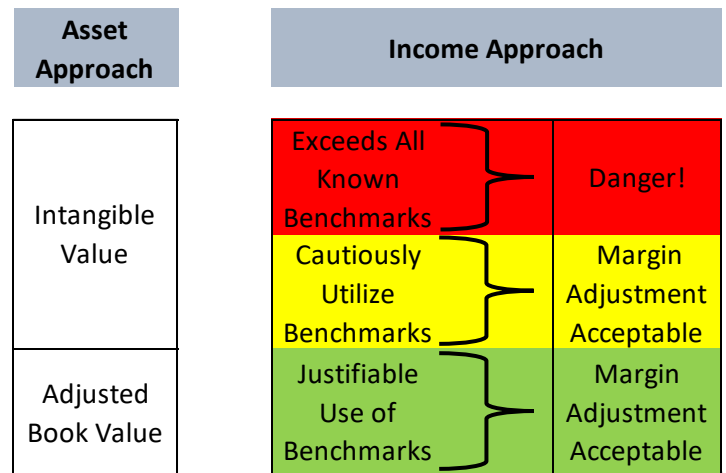 Asset
Approach
Income Approach
Intangible
Value
Adjusted
Book Value
Exceeds All
Known
Benchmarks
Danger!
Cautiously
Utilize
Benchmarks
Margin
Adjustment
Acceptable
Justifiable
Use of
Benchmarks
Margin
Adjustment
Acceptable